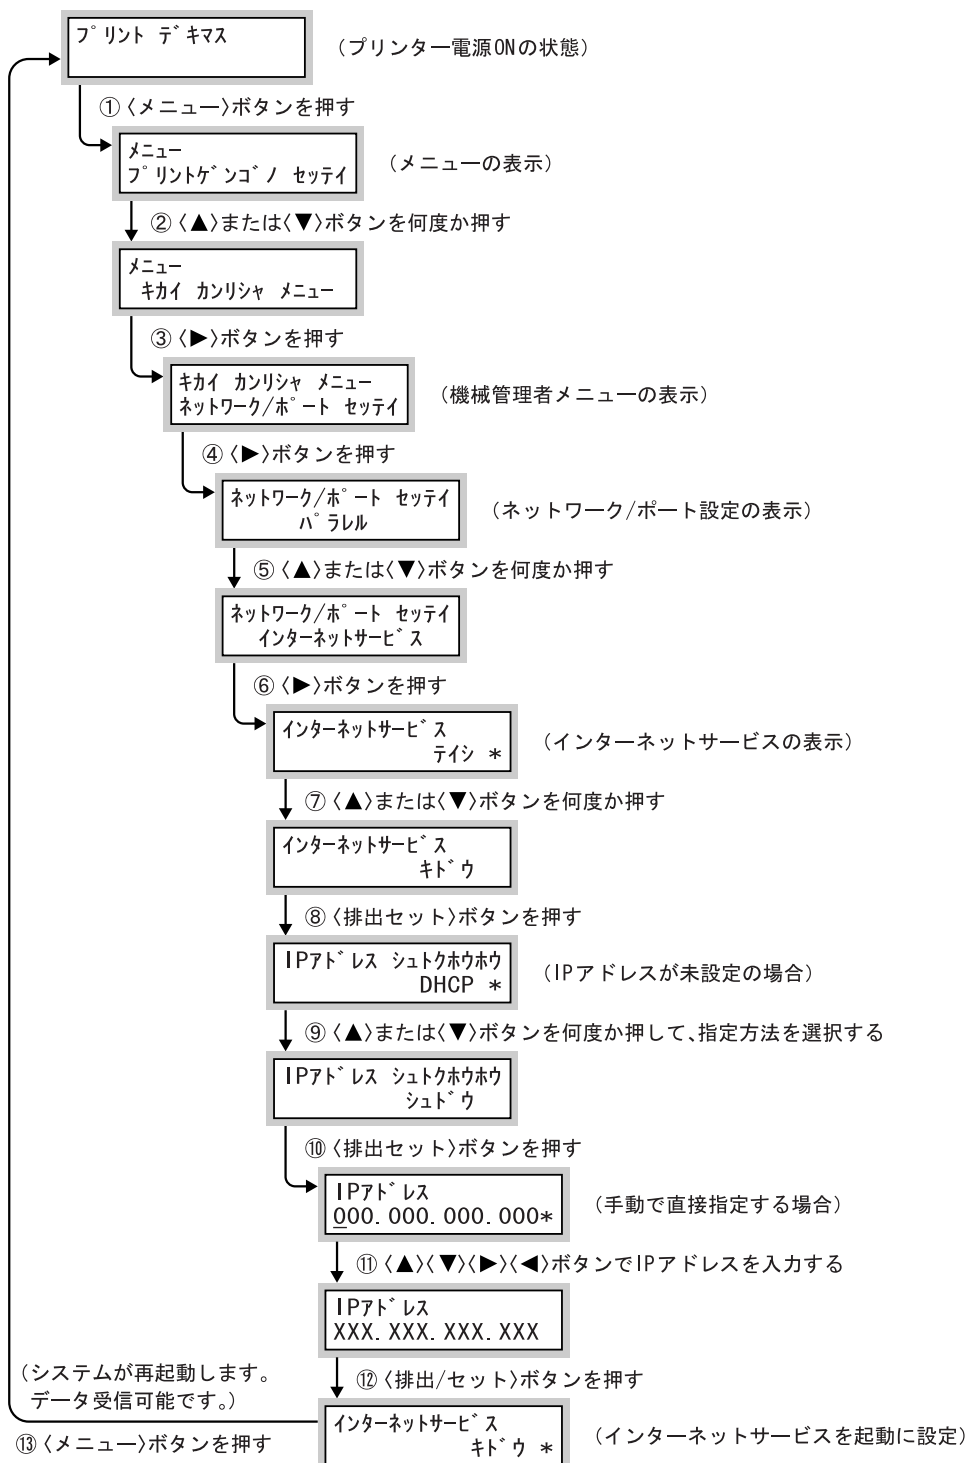 プリント デキマス
（プリンター電源ONの状態）
①〈メニュー〉ボタンを押す
メニュー
プリントゲンゴノ セッテイ
（メニューの表示）
②〈▲〉または〈▼〉ボタンを何度か押す
メニュー
キカイ カンリシャ メニュー
③〈▶〉ボタンを押す
キカイ カンリシャ メニュー
ネットワーク/ポート セッテイ
（機械管理者メニューの表示）
④〈▶〉ボタンを押す
ネットワーク/ポート セッテイ
パラレル
（ネットワーク/ポート設定の表示）
⑤〈▲〉または〈▼〉ボタンを何度か押す
ネットワーク/ポート セッテイ
インターネットサービス
⑥〈▶〉ボタンを押す
インターネットサービス
テイシ *
（インターネットサービスの表示）
⑦〈▲〉または〈▼〉ボタンを何度か押す
インターネットサービス
キドウ
⑧〈排出セット〉ボタンを押す
IPアドレス シュトクホウホウ
DHCP *
（IPアドレスが未設定の場合）
⑨〈▲〉または〈▼〉ボタンを何度か押して、指定方法を選択する
IPアドレス シュトクホウホウ
シュドウ
⑩〈排出セット〉ボタンを押す
IPアドレス
000.000.000.000*
（手動で直接指定する場合）
⑪〈▲〉〈▼〉〈▶〉〈◀〉ボタンでIPアドレスを入力する
IPアドレス
XXX.XXX.XXX.XXX
⑫〈排出/セット〉ボタンを押す
（システムが再起動します。
データ受信可能です。）
⑬〈メニュー〉ボタンを押す
インターネットサービス
キドウ *
（インターネットサービスを起動に設定）